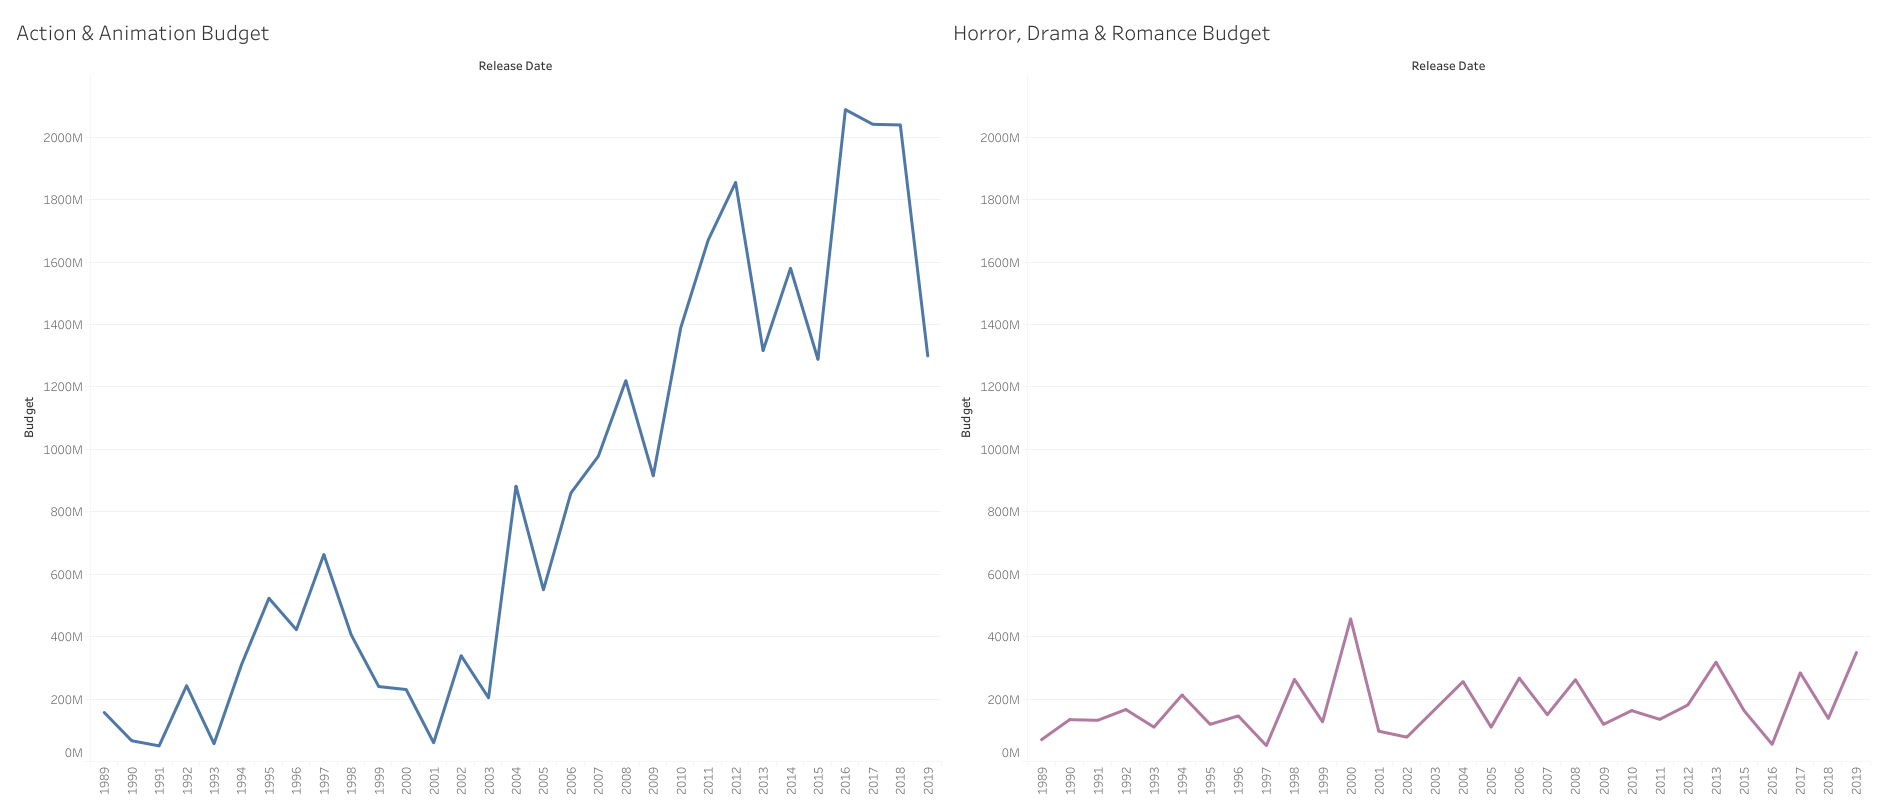 Action & Animation Budget
Release Date
Budget
2000M
1800M
1600M
1400M
1200M
1000M
800M
600M
400M
200M
0M
1989
1990
1991
1992
1993
1994
1995
1996
1997
1998
1999
2000
2001
2002
2003
2004
2005
2006
2007
2008
2009
2010
2011
2012
2013
2014
2015
2016
2017
2018
2019
Horror, Drama & Romance Budget
Release Date
Budget
2000M
1800M
1600M
1400M
1200M
1000M
800M
600M
400M
200M
0M
1989
1990
1991
1992
1993
1994
1995
1996
1997
1998
1999
2000
2001
2002
2003
2004
2005
2006
2007
2008
2009
2010
2011
2012
2013
2015
2016
2017
2018
2019